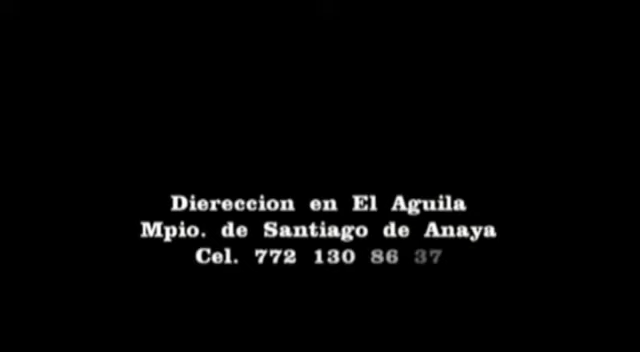 Diereccion en El Aguila
Mpio. de Santiago de Anaya
Cel. 772 130 86 37